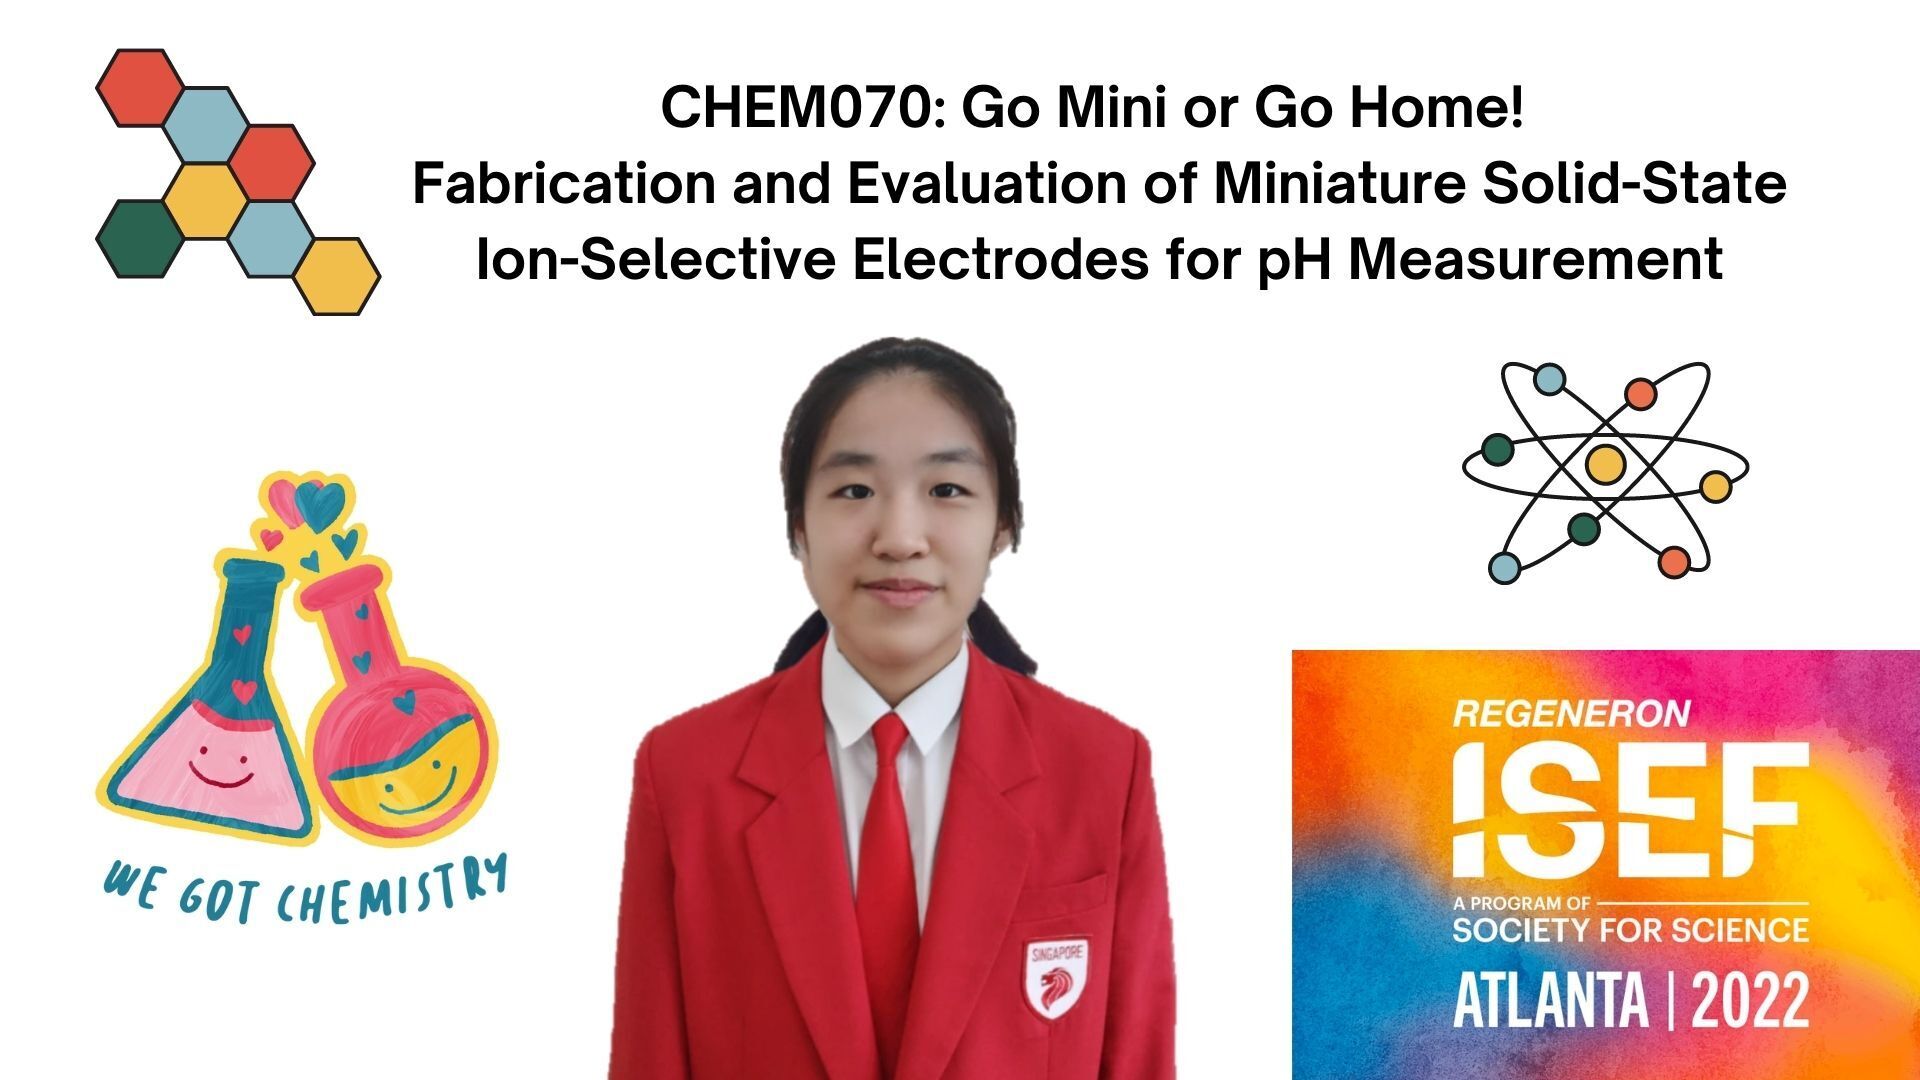 CHEM070: Go Mini or Go Home!
Fabrication and Evaluation of Miniature Solid-State
Ion-Selective Electrodes for pH Measurement
WE GOT CHEMISTRY
SINGAPORE
REGENERON
ISEF
A PROGRAM OF
SOCIETY FOR SCIENCE
ATLANTA | 2022